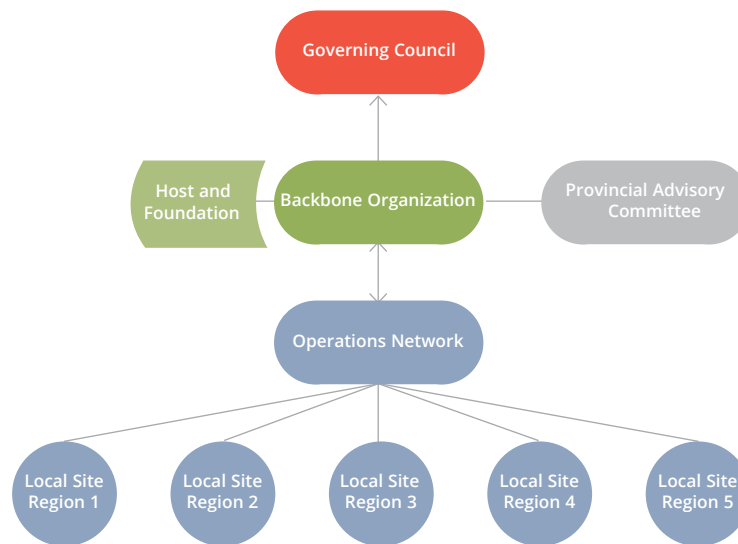 Governing Council
Host and
Foundation
Backbone Organization
Provincial Advisory
Committee
Operations Network
Local Site
Region 1
Local Site
Region 2
Local Site
Region 3
Local Site
Region 4
Local Site
Region 5